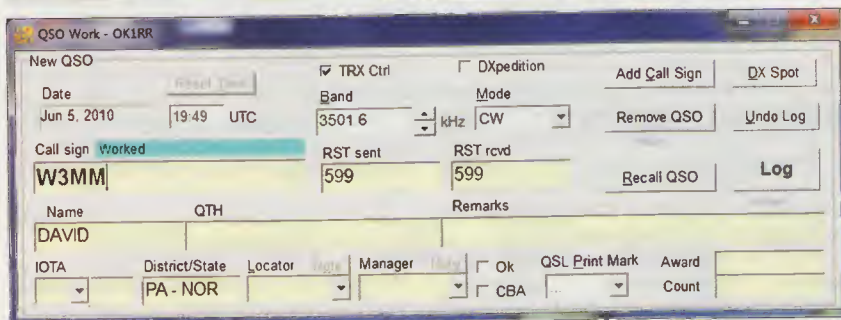 QSO Work - OK1RR
New QSO
TRX Ctrl
DXpedition
Add Call Sign
DX Spot
Date
Reset Time
Band
Mode
Jun 5, 2010
19:49 UTC
3501 6 kHz
CW
Remove QSO
Undo Log
Call sign Worked
RST sent
RST rcvd
W3MM
599
599
Recall QSO
Log
Name
QTH
Remarks
DAVID
IOTA
District/State
Locator
Manager
Ok
QSL Print Mark
Award
PA - NOR
CBA
...
Count